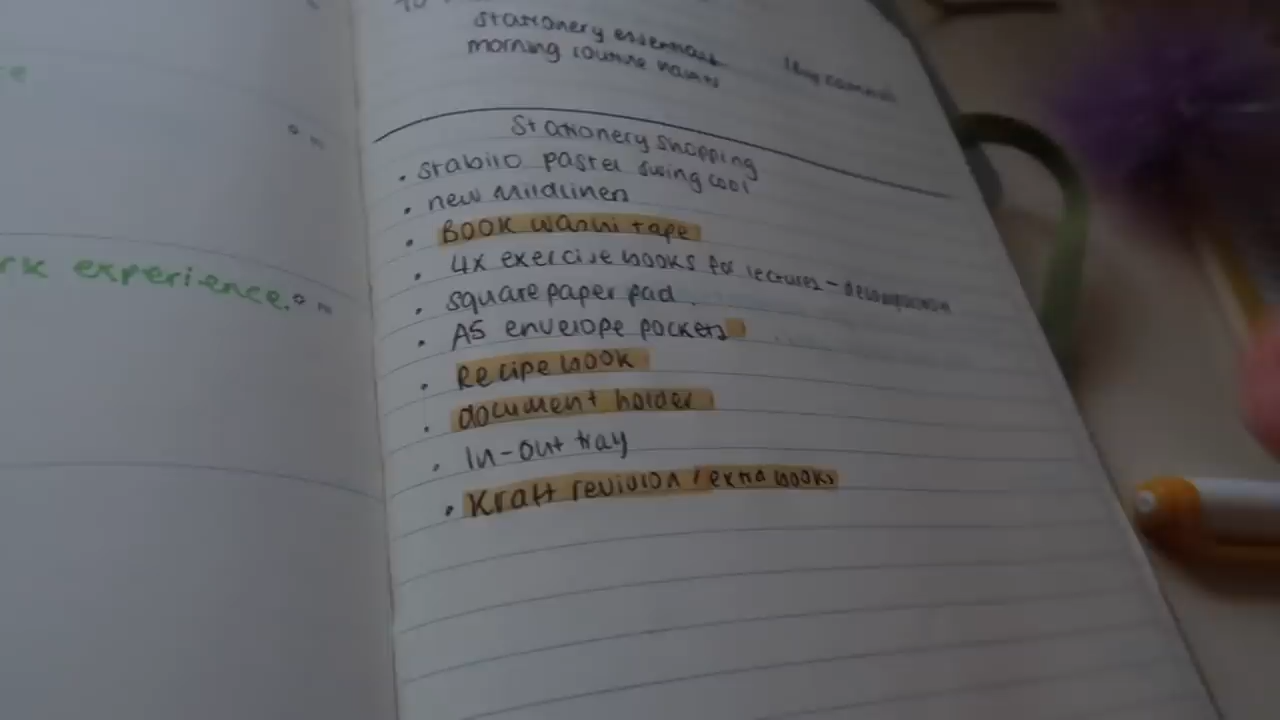 stationery essentials
morning routine
stationery shopping
• stabilo pastel swing cool
• new mildliners
• BOOK washi tape
• 4x exercise books for lectures -
• square paper pad
• A5 envelope pockets
• Recipe book
• document holder
• In-out tray
• Kraft revision / extra books
rk experience.